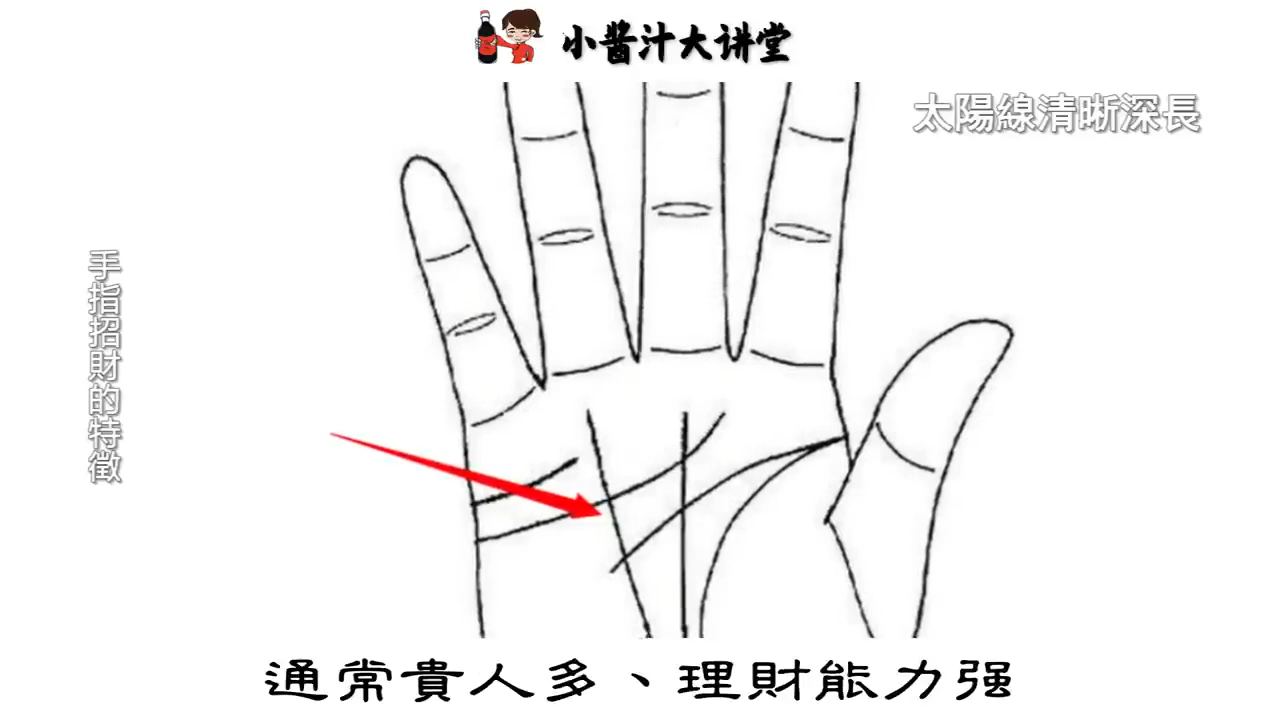 小酱汁大讲堂
太陽線清晰深長
手指招財的特徵
通常貴人多、理財能力强